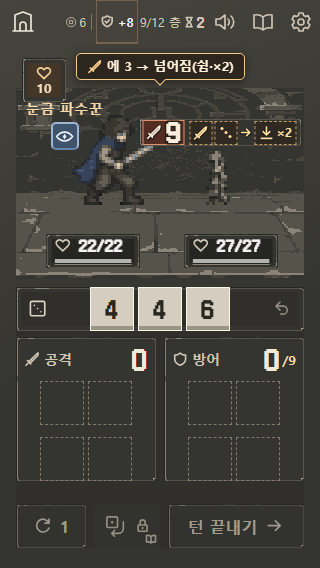 6 +8 9/12 층 2
에 3 → 넘어짐(쉼·×2)
10
눈금 파수꾼
9 → ×2
22/22 27/27
4 4 6
공격 0 방어 0/9
1 턴 끝내기 →